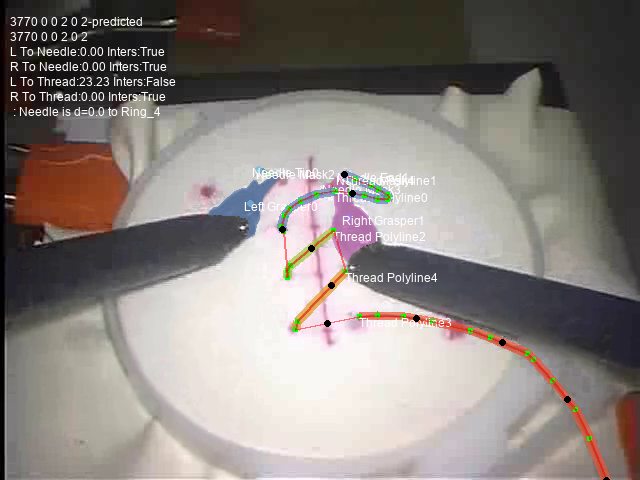 3770 0 0 2 0 2-predicted
3770 0 0 2 0 2
L To Needle:0.00 Inters:True
R To Needle:0.00 Inters:True
L To Thread:23.23 Inters:False
R To Thread:0.00 Inters:True
: Needle is d=0.0 to Ring_4
Left Grasper0
Right Grasper1
Thread Polyline2
Thread Polyline4
Thread Polyline3